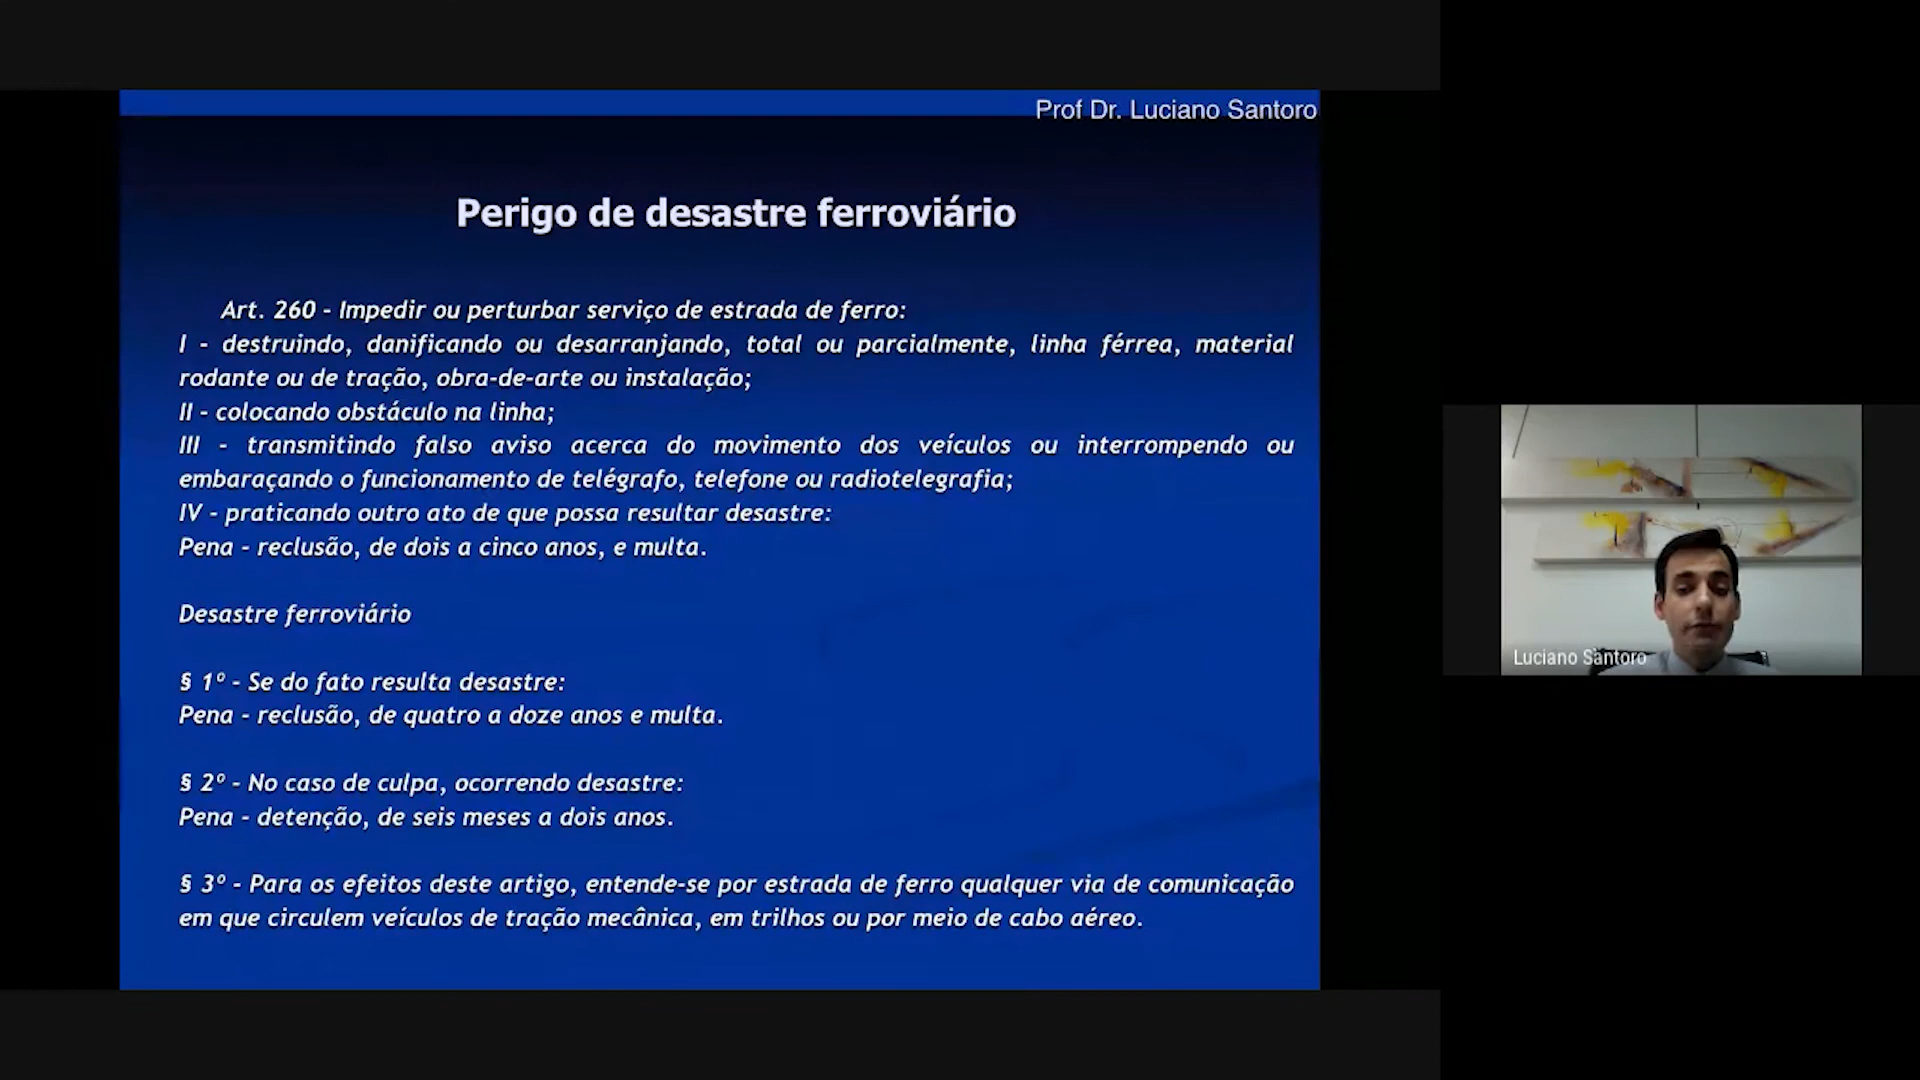 Prof Dr. Luciano Santoro
Perigo de desastre ferroviário
Art. 260 - Impedir ou perturbar serviço de estrada de ferro:
I - destruindo, danificando ou desarranjando, total ou parcialmente, linha férrea, material
rodante ou de tração, obra-de-arte ou instalação;
II - colocando obstáculo na linha;
III - transmitindo falso aviso acerca do movimento dos veículos ou interrompendo ou
embaraçando o funcionamento de telégrafo, telefone ou radiotelegrafia;
IV - praticando outro ato de que possa resultar desastre:
Pena - reclusão, de dois a cinco anos, e multa.
Desastre ferroviário
§ 1º - Se do fato resulta desastre:
Pena - reclusão, de quatro a doze anos e multa.
§ 2º - No caso de culpa, ocorrendo desastre:
Pena - detenção, de seis meses a dois anos.
§ 3º - Para os efeitos deste artigo, entende-se por estrada de ferro qualquer via de comunicação
em que circulem veículos de tração mecânica, em trilhos ou por meio de cabo aéreo.
Luciano Santoro